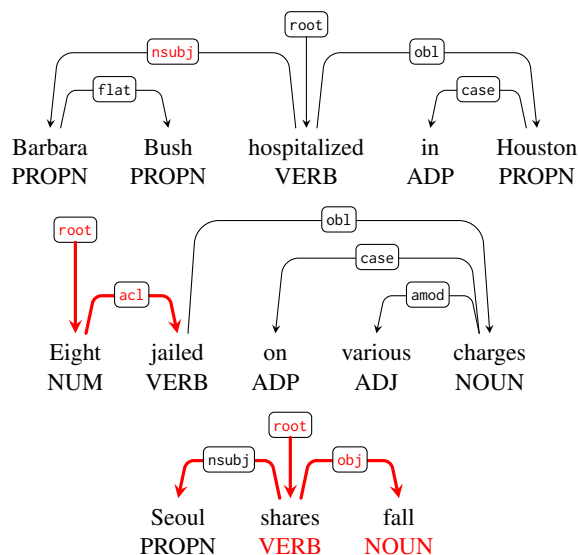 root
nsubj obl
flat case
Barbara Bush hospitalized in Houston
PROPN PROPN VERB ADP PROPN
obl
root
case
acl amod
Eight jailed on various charges
NUM VERB ADP ADJ NOUN
root
nsubj obj
Seoul shares fall
PROPN VERB NOUN